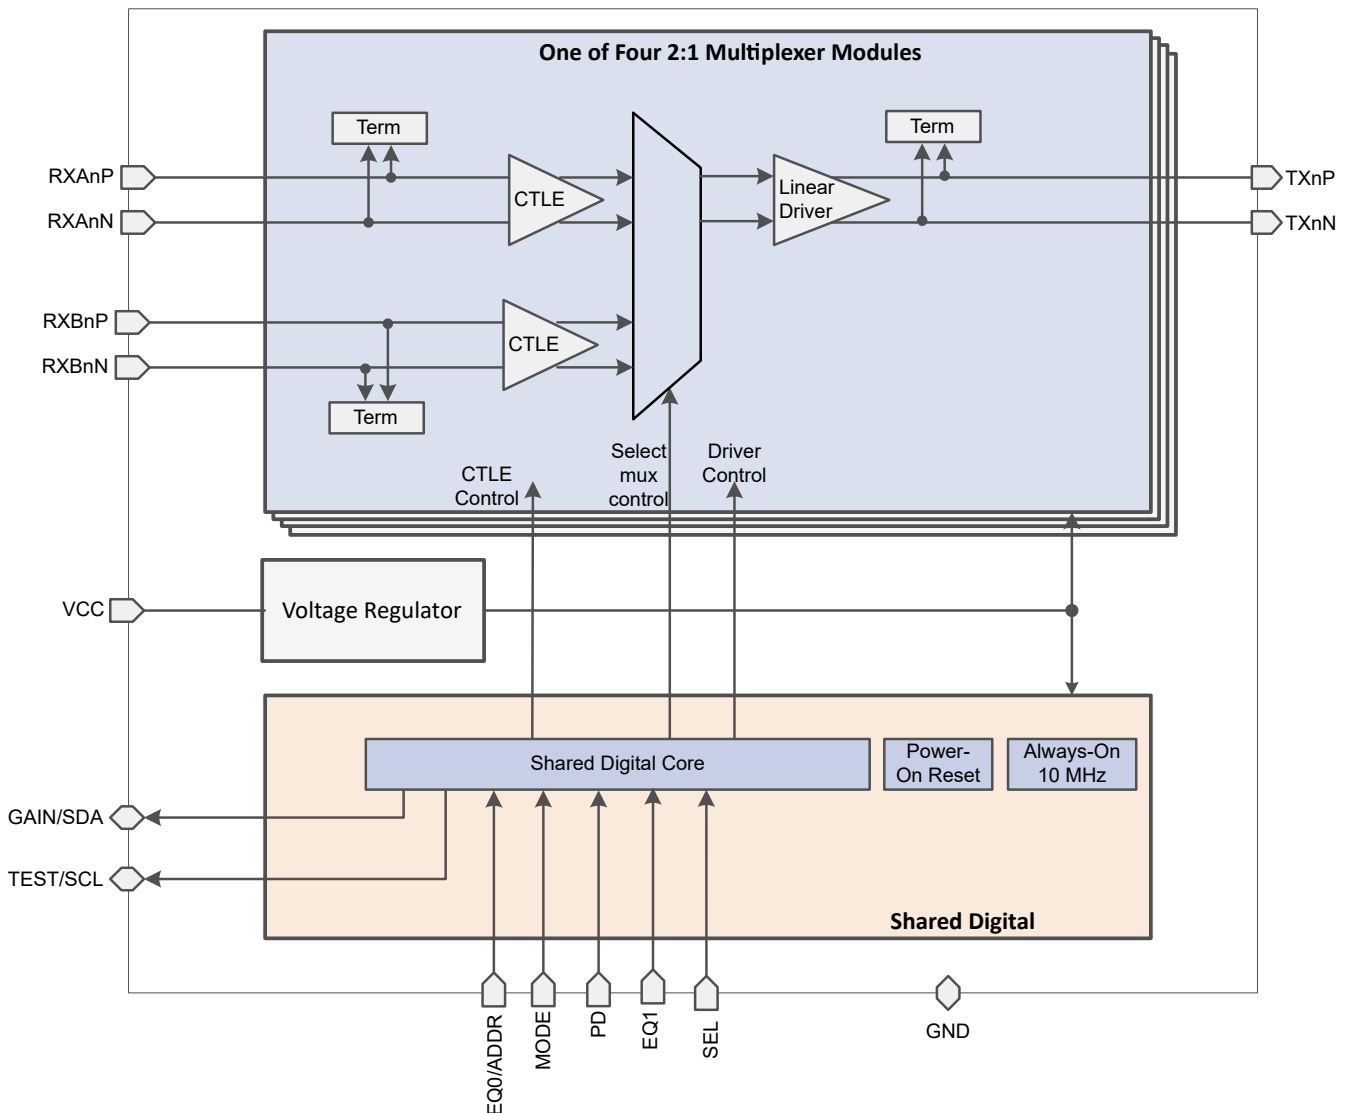 One of Four 2:1 Multiplexer Modules
Term
Term
RXAnP
CTLE
Linear
Driver
TXnP
RXAnN
TXnN
RXBnP
CTLE
RXBnN
Term
CTLE
Control
Select
mux
control
Driver
Control
VCC
Voltage Regulator
Shared Digital Core
Power-
On Reset
Always-On
10 MHz
GAIN/SDA
TEST/SCL
Shared Digital
EQ0/ADDR
MODE
PD
EQ1
SEL
GND